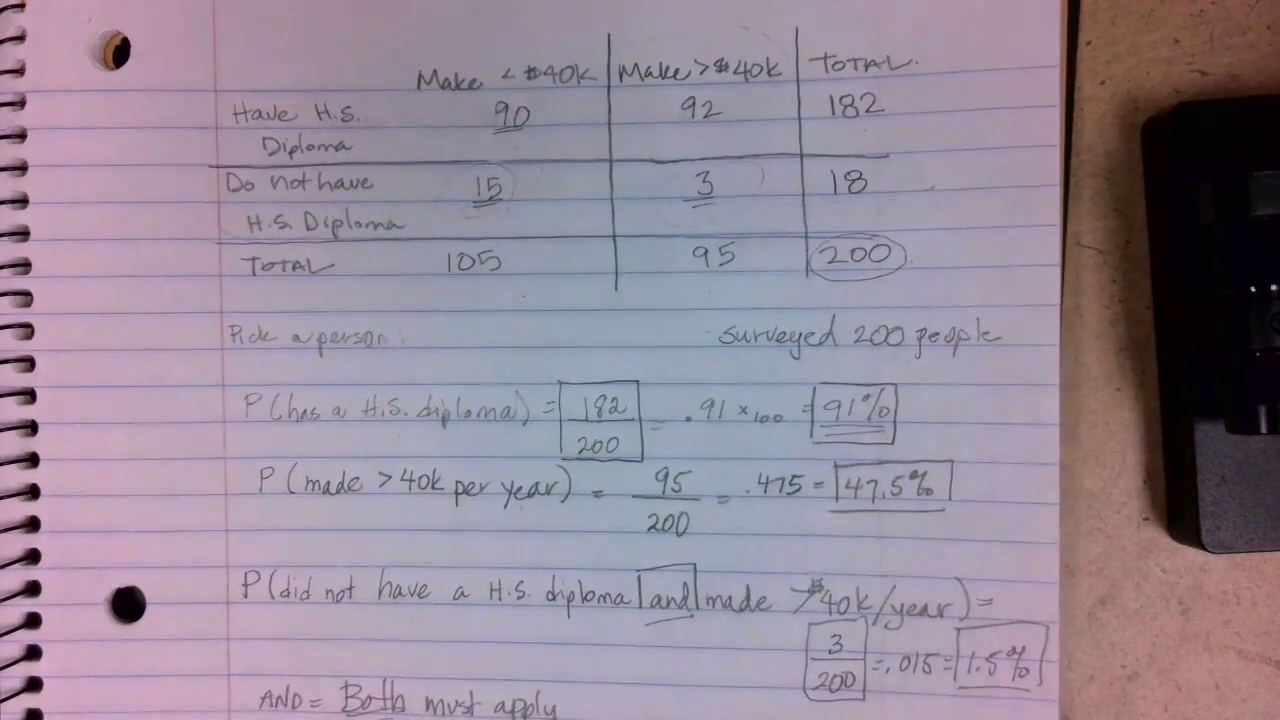 Make < $40k Make > $40k TOTAL.
Have H.S. 90 92 182
Diploma
Do not have 15 3 18
H.S. Diploma
TOTAL 105 95 200
Pick a person: surveyed 200 people
P(has a H.S. diploma) = 182/200 = .91 × 100 = 91%
P(made > 40k per year) = 95/200 = .475 = 47.5%
P(did not have a H.S. diploma and made > $40k/year) =
3/200 = .015 = 1.5%
AND = Both must apply